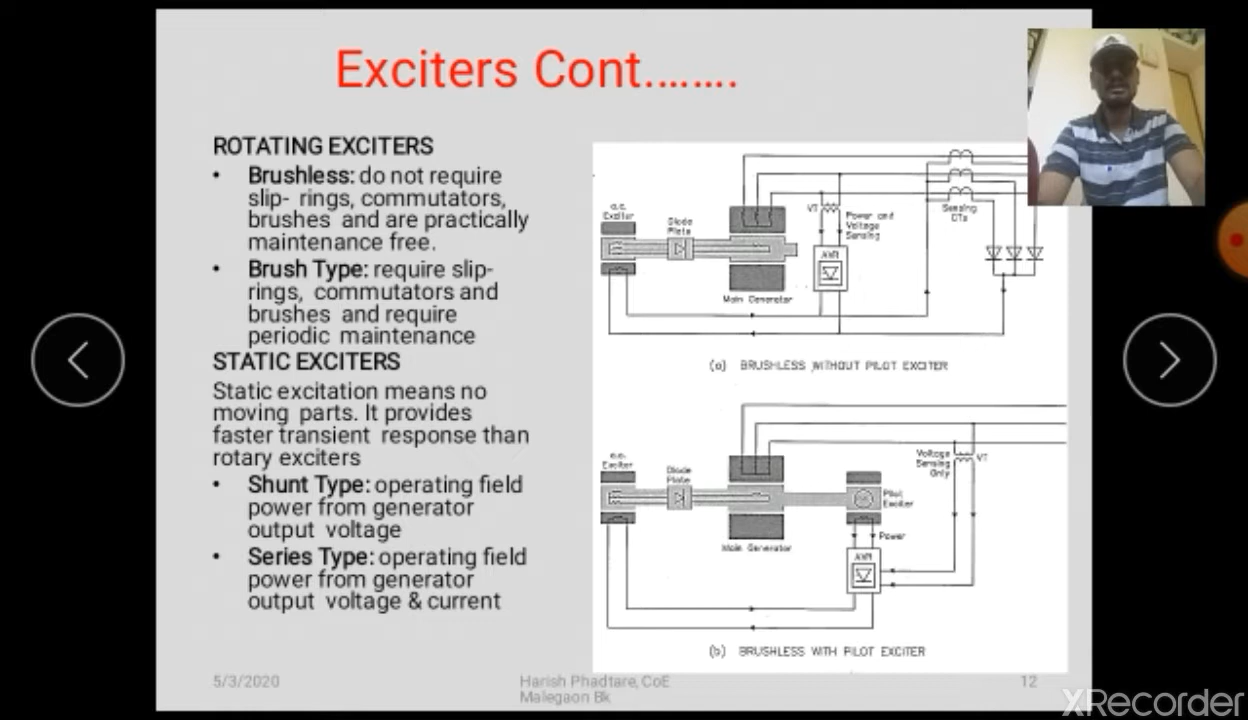 Exciters Cont........
ROTATING EXCITERS
• Brushless: do not require
slip- rings, commutators,
brushes and are practically
maintenance free.
• Brush Type: require slip-
rings, commutators and
brushes and require
periodic maintenance
STATIC EXCITERS
Static excitation means no
moving parts. It provides
faster transient response than
rotary exciters
• Shunt Type: operating field
power from generator
output voltage
• Series Type: operating field
power from generator
output voltage & current
a.c.
Exciter
Diode
Plate
Main Generator
VT
Power and
Voltage
Sensing
AVR
Sensing
CTs
(a) BRUSHLESS WITHOUT PILOT EXCITER
a.c.
Exciter
Diode
Plate
Main Generator
Pilot
Exciter
Power
AVR
Voltage
Sensing
Only
VT
(b) BRUSHLESS WITH PILOT EXCITER
5/3/2020
Harish Phadtare, CoE
Malegaon Bk
12
XRecorder